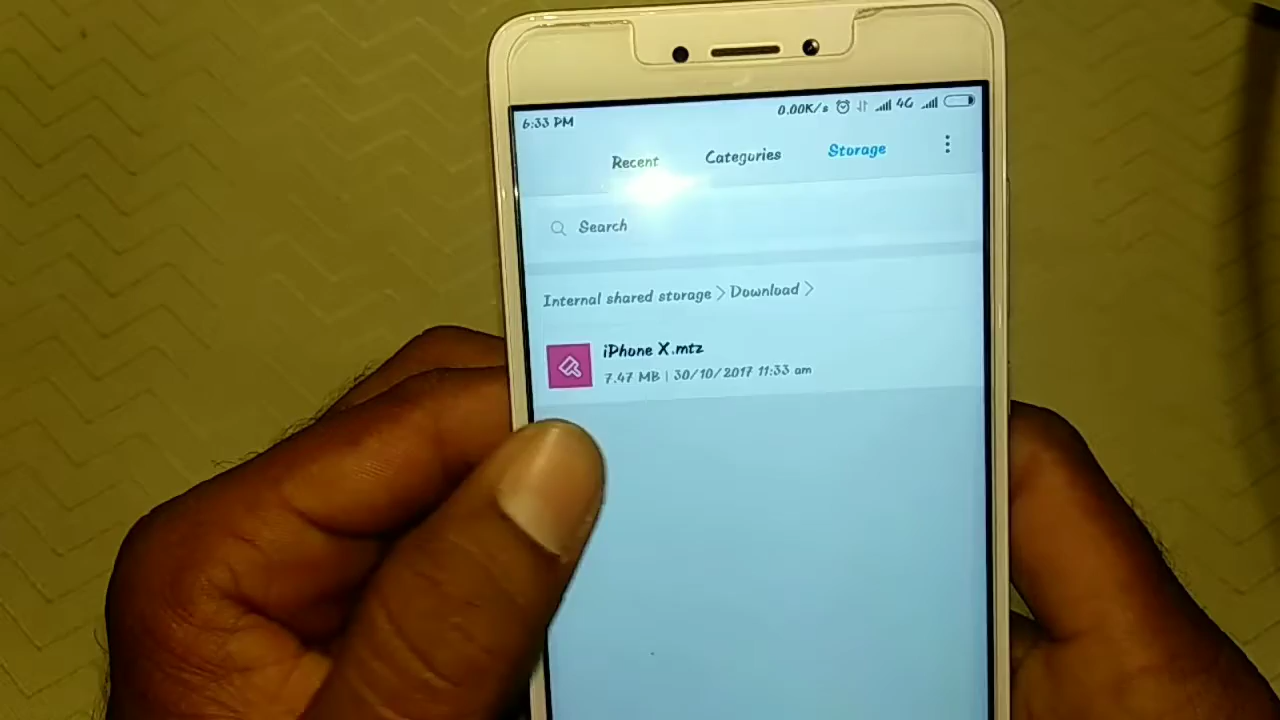 6:33 PM 0.00K/s 4G
Recent Categories Storage
Search
Internal shared storage > Download >
iPhone X.mtz
7.47 MB | 30/10/2017 11:33 am